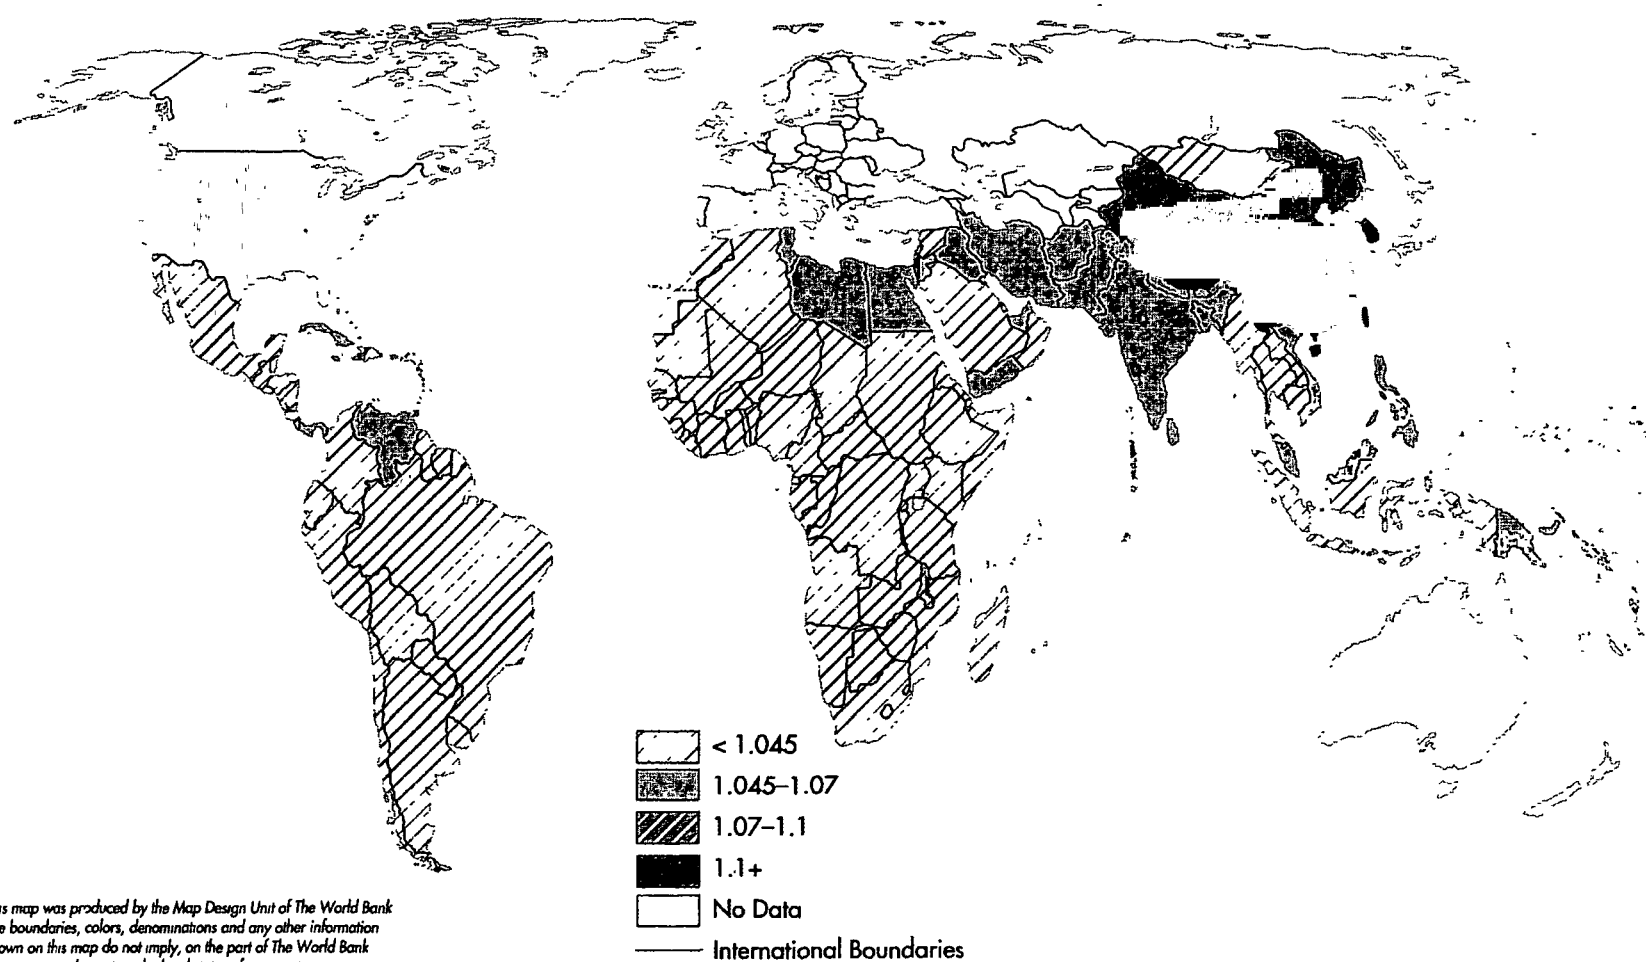 < 1.045
1.045–1.07
1.07–1.1
1.1+
No Data
International Boundaries
s map was produced by the Map Design Unit of The World Bank
e boundaries, colors, denominations and any other information
own on this map do not imply, on the part of The World Bank